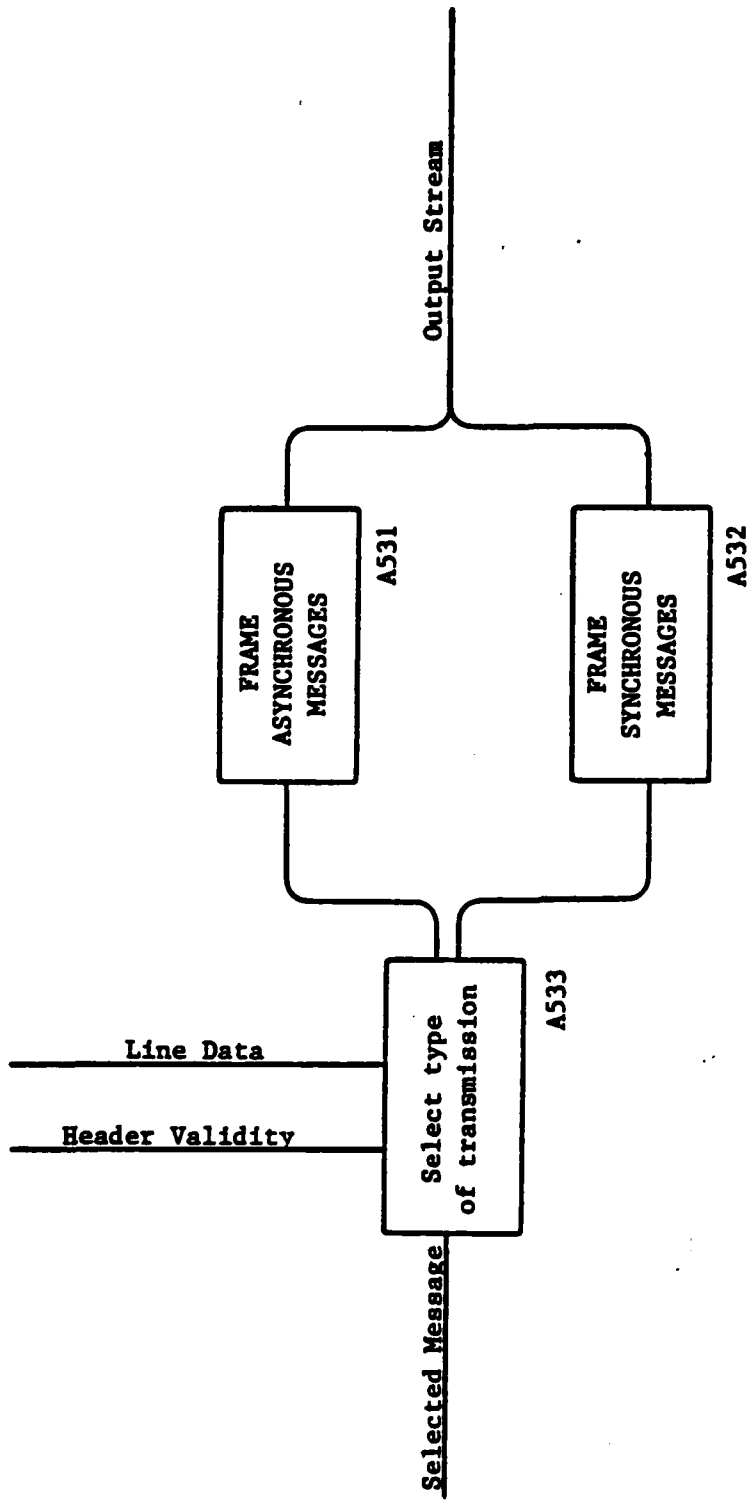 Header Validity
Line Data
Selected Message
Select type
of transmission
A533
FRAME
ASYNCHRONOUS
MESSAGES
A531
FRAME
SYNCHRONOUS
MESSAGES
A532
Output Stream